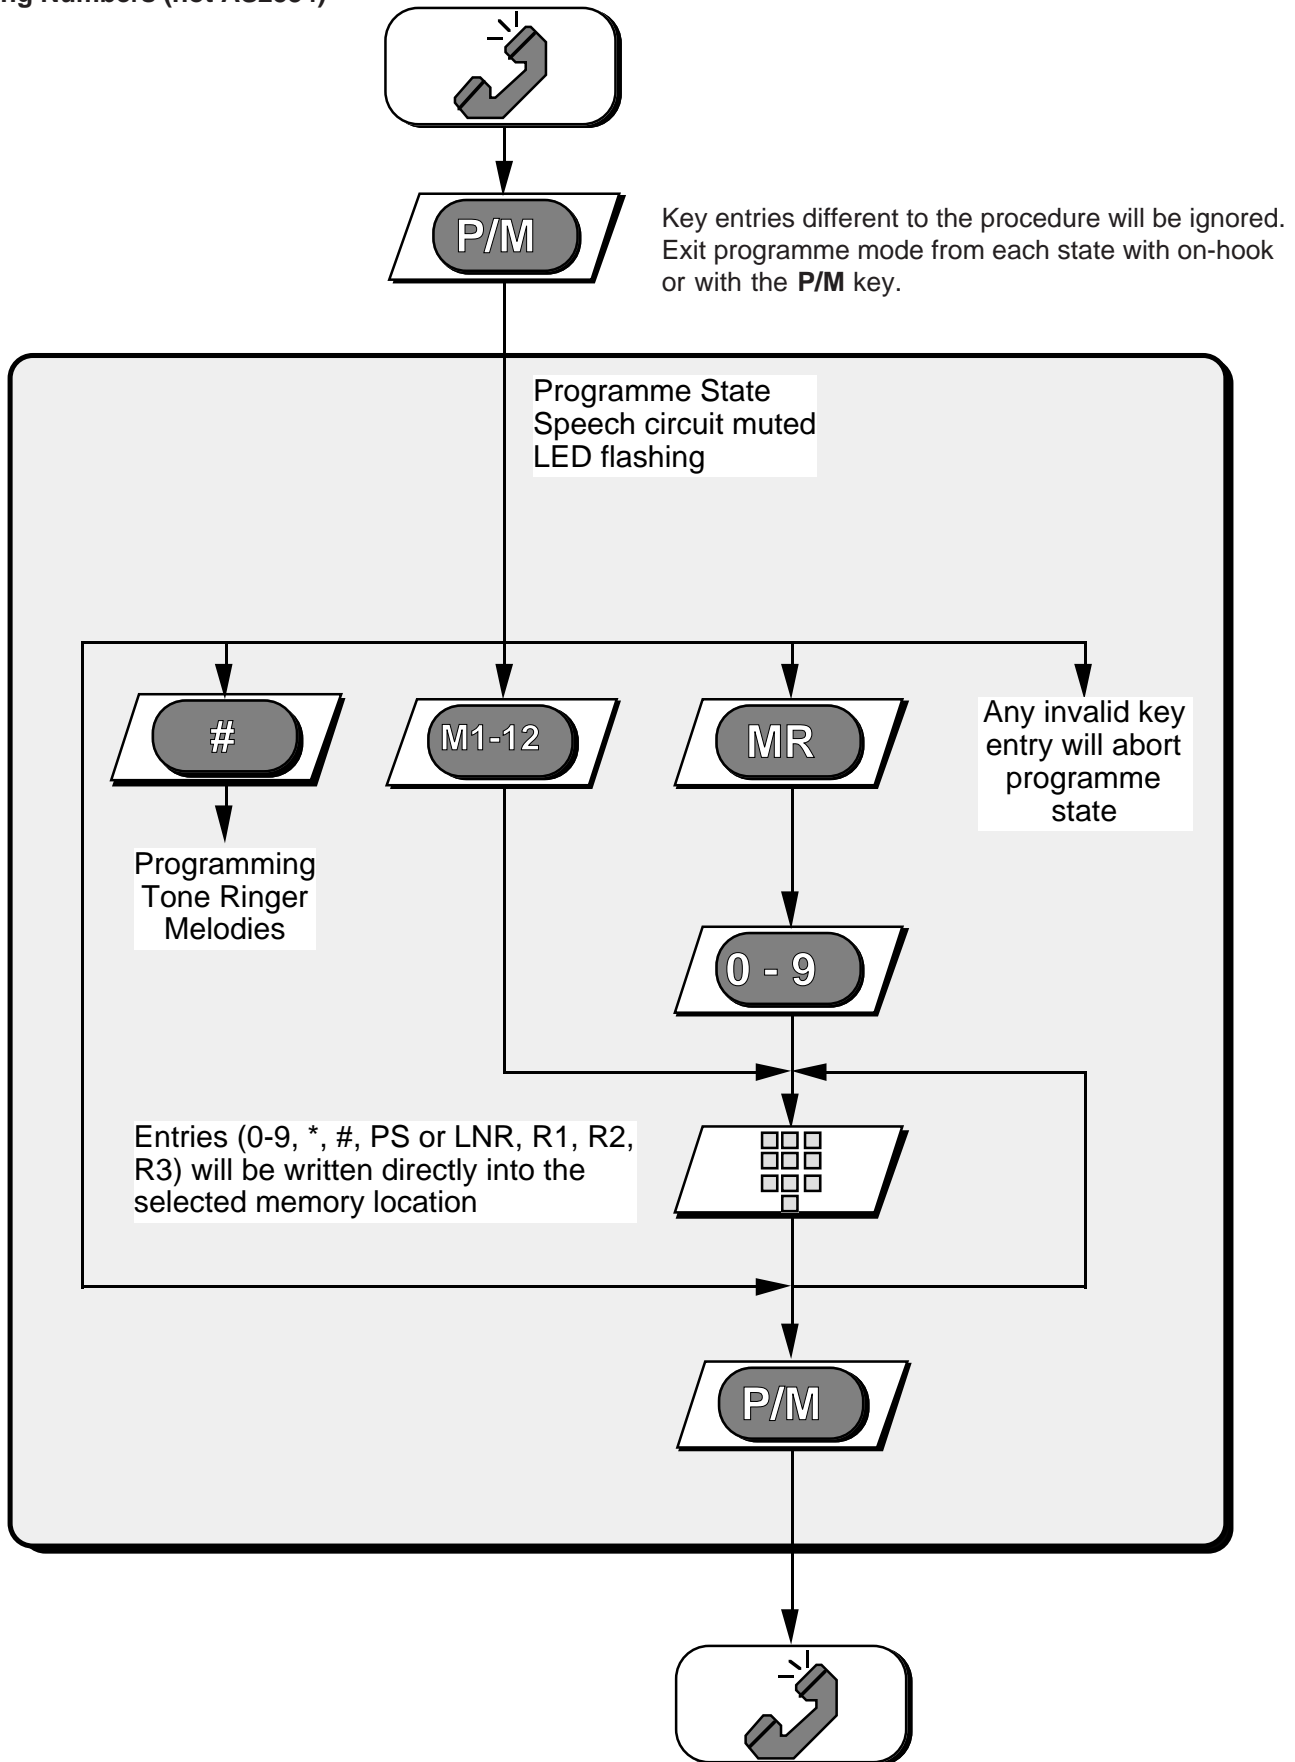 P/M
Key entries different to the procedure will be ignored.
Exit programme mode from each state with on-hook
or with the P/M key.
Programme State
Speech circuit muted
LED flashing
#
M1-12
MR
Any invalid key
entry will abort
programme
state
Programming
Tone Ringer
Melodies
0 - 9
Entries (0-9, *, #, PS or LNR, R1, R2,
R3) will be written directly into the
selected memory location
P/M